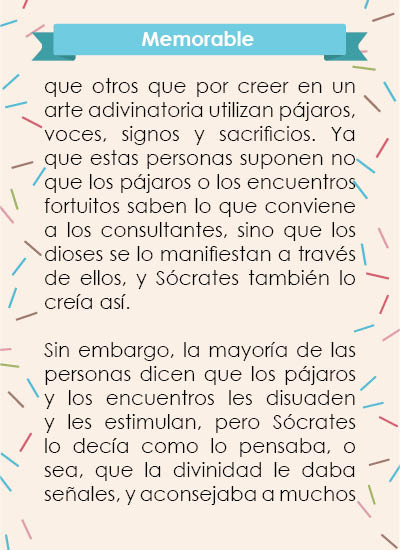 Memorable
que otros que por creer en un
arte adivinatoria utilizan pájaros,
voces, signos y sacrificios. Ya
que estas personas suponen no
que los pájaros o los encuentros
fortuitos saben lo que conviene
a los consultantes, sino que los
dioses se lo manifiestan a través
de ellos, y Sócrates también lo
creía así.
Sin embargo, la mayoría de las
personas dicen que los pájaros
y los encuentros les disuaden
y les estimulan, pero Sócrates
lo decía como lo pensaba, o
sea, que la divinidad le daba
señales, y aconsejaba a muchos